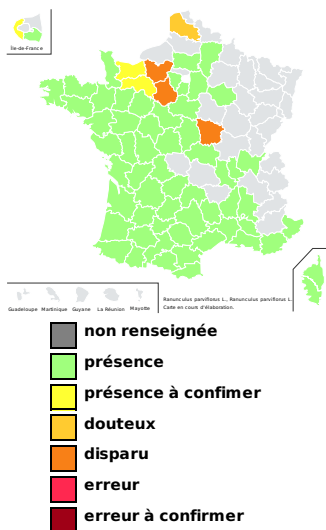 Île-de-France
Guadeloupe Martinique Guyane La Réunion Mayotte
Ranunculus parviflorus L., Ranunculus parviflorus L.
Carte en cours d'élaboration.
non renseignée
présence
présence à confimer
douteux
disparu
erreur
erreur à confirmer